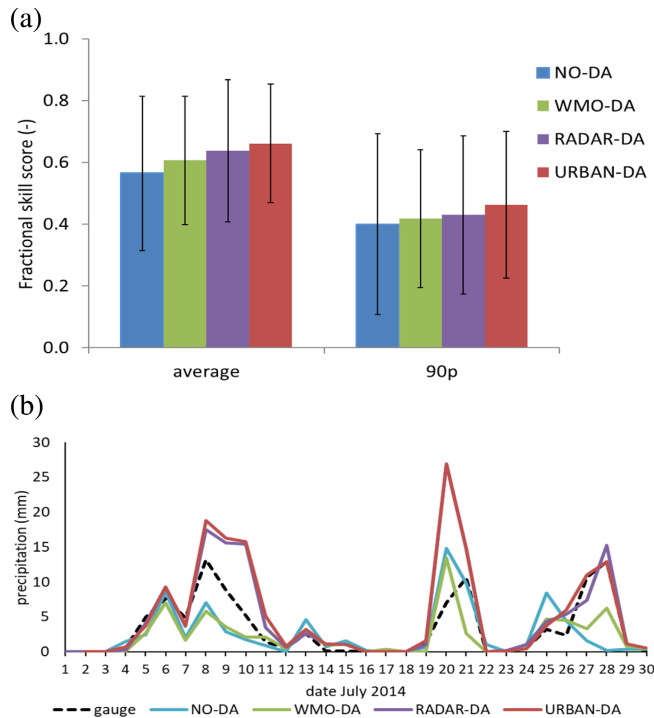 (a)
1.0
0.8
0.6
0.4
0.2
0.0
Fractional skill score (-)
NO-DA
WMO-DA
RADAR-DA
URBAN-DA
average 90p
(b)
30
25
20
15
10
5
0
precipitation (mm)
1 2 3 4 5 6 7 8 9 10 11 12 13 14 15 16 17 18 19 20 21 22 23 24 25 26 27 28 29 30
date July 2014
gauge NO-DA WMO-DA RADAR-DA URBAN-DA